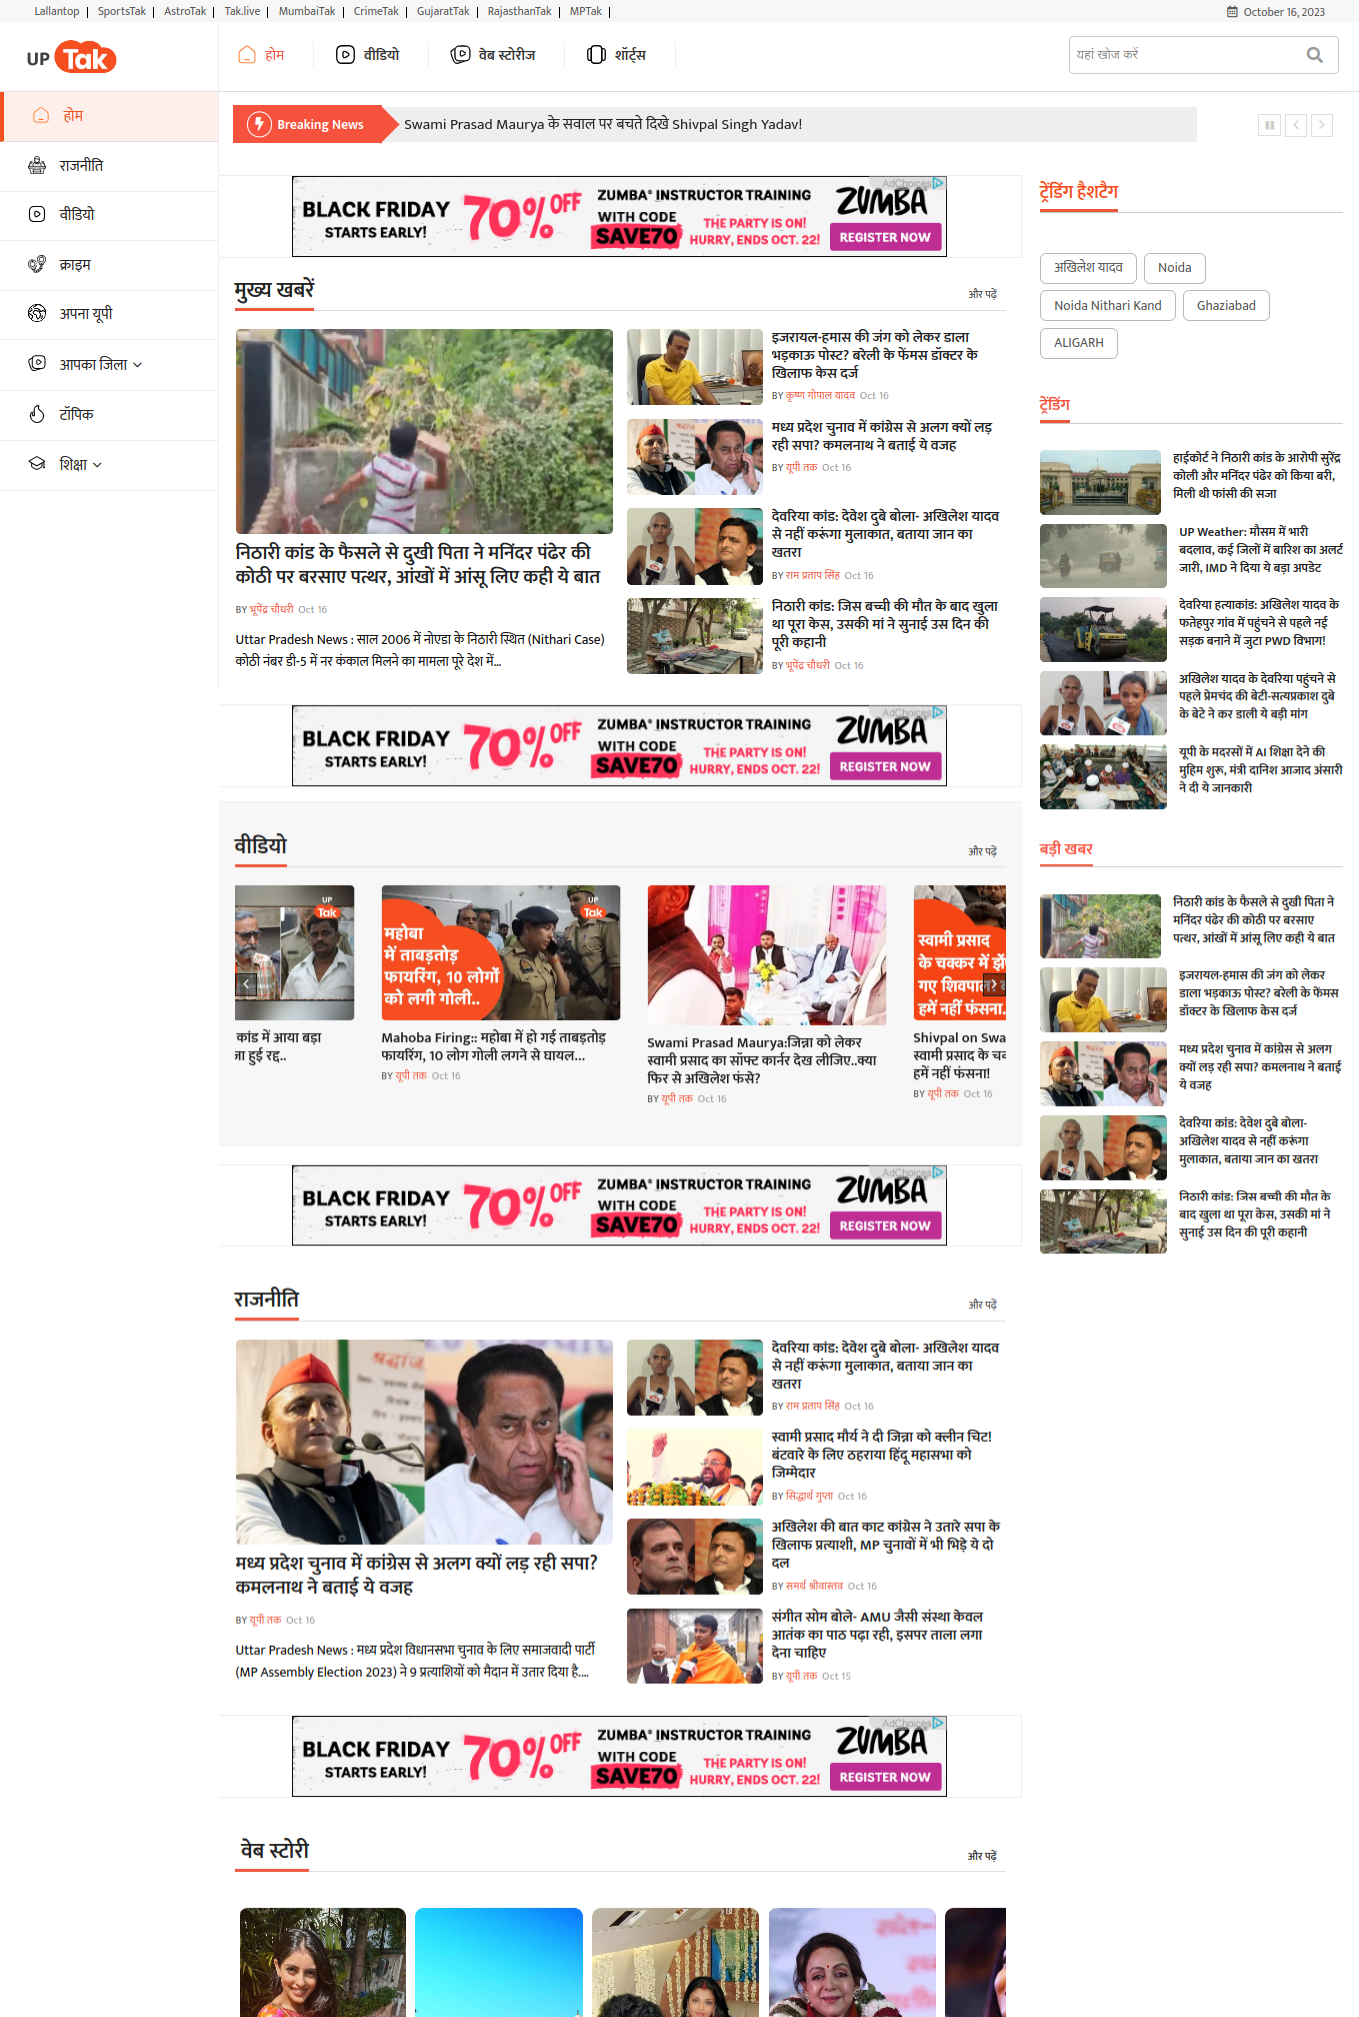 Lallantop | SportsTak | AstroTak | Tak.live | MumbaiTak | CrimeTak | GujaratTak | RajasthanTak | MPTak |
October 16, 2023
UP Tak
होम
वीडियो
वेब स्टोरीज
शॉर्ट्स
यहां खोज करें
होम
राजनीति
वीडियो
क्राइम
अपना यूपी
आपका जिला
टॉपिक
शिक्षा
Breaking News
Swami Prasad Maurya के सवाल पर बचते दिखे Shivpal Singh Yadav!
BLACK FRIDAY
STARTS EARLY!
70% OFF
ZUMBA® INSTRUCTOR TRAINING
WITH CODE
SAVE70
THE PARTY IS ON!
HURRY, ENDS OCT. 22!
AdChoices
ZUMBA
REGISTER NOW
मुख्य खबरें
और पढ़ें
निठारी कांड के फैसले से दुखी पिता ने मनिंदर पंढेर की
कोठी पर बरसाए पत्थर, आंखों में आंसू लिए कही ये बात
BY भूपेंद्र चौधरी Oct 16
Uttar Pradesh News : साल 2006 में नोएडा के निठारी स्थित (Nithari Case)
कोठी नंबर डी-5 में नर कंकाल मिलने का मामला पूरे देश में...
इजरायल-हमास की जंग को लेकर डाला
भड़काऊ पोस्ट? बरेली के फेंमस डॉक्टर के
खिलाफ केस दर्ज
BY कृष्ण गोपाल यादव Oct 16
मध्य प्रदेश चुनाव में कांग्रेस से अलग क्यों लड़
रही सपा? कमलनाथ ने बताई ये वजह
BY यूपी तक Oct 16
देवरिया कांड: देवेश दुबे बोला- अखिलेश यादव
से नहीं करूंगा मुलाकात, बताया जान का
खतरा
BY राम प्रताप सिंह Oct 16
निठारी कांड: जिस बच्ची की मौत के बाद खुला
था पूरा केस, उसकी मां ने सुनाई उस दिन की
पूरी कहानी
BY भूपेंद्र चौधरी Oct 16
BLACK FRIDAY
STARTS EARLY!
70% OFF
ZUMBA® INSTRUCTOR TRAINING
WITH CODE
SAVE70
THE PARTY IS ON!
HURRY, ENDS OCT. 22!
AdChoices
ZUMBA
REGISTER NOW
वीडियो
और पढ़ें
UP Tak
कांड में आया बड़ा
हुई रद्द..
UP Tak
महोबा
में ताबड़तोड़
फायरिंग, 10 लोगों
को लगी गोली..
Mahoba Firing:: महोबा में हो गई ताबड़तोड़
फायरिंग, 10 लोग गोली लगने से घायल...
BY यूपी तक Oct 16
Swami Prasad Maurya:जिन्ना को लेकर
स्वामी प्रसाद का सॉफ्ट कार्नर देख लीजिए..क्या
फिर से अखिलेश फंसे?
BY यूपी तक Oct 16
स्वामी प्रसाद
के चक्कर में
गए शिवपाल
हमें नहीं फंसना.
Shivpal on Swa
स्वामी प्रसाद के
हमें नहीं फंसना!
BY यूपी तक Oct 16
BLACK FRIDAY
STARTS EARLY!
70% OFF
ZUMBA® INSTRUCTOR TRAINING
WITH CODE
SAVE70
THE PARTY IS ON!
HURRY, ENDS OCT. 22!
AdChoices
ZUMBA
REGISTER NOW
राजनीति
और पढ़ें
मध्य प्रदेश चुनाव में कांग्रेस से अलग क्यों लड़ रही सपा?
कमलनाथ ने बताई ये वजह
BY यूपी तक Oct 16
Uttar Pradesh News : मध्य प्रदेश विधानसभा चुनाव के लिए समाजवादी पार्टी
(MP Assembly Election 2023) ने 9 प्रत्याशियों को मैदान में उतार दिया है....
देवरिया कांड: देवेश दुबे बोला- अखिलेश यादव
से नहीं करूंगा मुलाकात, बताया जान का
खतरा
BY राम प्रताप सिंह Oct 16
स्वामी प्रसाद मौर्य ने दी जिन्ना को क्लीन चिट!
बंटवारे के लिए ठहराया हिंदू महासभा को
जिम्मेदार
BY सिद्धार्थ गुप्ता Oct 16
अखिलेश की बात काट कांग्रेस ने उतारे सपा के
खिलाफ प्रत्याशी, MP चुनावों में भी भिड़े ये दो
दल
BY समर्थ श्रीवास्तव Oct 16
संगीत सोम बोले- AMU जैसी संस्था केवल
आतंक का पाठ पढ़ा रही, इसपर ताला लगा
देना चाहिए
BY यूपी तक Oct 15
BLACK FRIDAY
STARTS EARLY!
70% OFF
ZUMBA® INSTRUCTOR TRAINING
WITH CODE
SAVE70
THE PARTY IS ON!
HURRY, ENDS OCT. 22!
AdChoices
ZUMBA
REGISTER NOW
वेब स्टोरी
और पढ़ें
ट्रेंडिंग हैशटैग
अखिलेश यादव
Noida
Noida Nithari Kand
Ghaziabad
ALIGARH
ट्रेंडिंग
हाईकोर्ट ने निठारी कांड के आरोपी सुरेंद्र
कोली और मनिंदर पंढेर को किया बरी,
मिली थी फांसी की सजा
UP Weather: मौसम में भारी
बदलाव, कई जिलों में बारिश का अलर्ट
जारी, IMD ने दिया ये बड़ा अपडेट
देवरिया हत्याकांड: अखिलेश यादव के
फतेहपुर गांव में पहुंचने से पहले नई
सड़क बनाने में जुटा PWD विभाग!
अखिलेश यादव के देवरिया पहुंचने से
पहले प्रेमचंद की बेटी-सत्यप्रकाश दुबे
के बेटे ने कर डाली ये बड़ी मांग
यूपी के मदरसों में AI शिक्षा देने की
मुहिम शुरू, मंत्री दानिश आजाद अंसारी
ने दी ये जानकारी
बड़ी खबर
निठारी कांड के फैसले से दुखी पिता ने
मनिंदर पंढेर की कोठी पर बरसाए
पत्थर, आंखों में आंसू लिए कही ये बात
इजरायल-हमास की जंग को लेकर
डाला भड़काऊ पोस्ट? बरेली के फेंमस
डॉक्टर के खिलाफ केस दर्ज
मध्य प्रदेश चुनाव में कांग्रेस से अलग
क्यों लड़ रही सपा? कमलनाथ ने बताई
ये वजह
देवरिया कांड: देवेश दुबे बोला-
अखिलेश यादव से नहीं करूंगा
मुलाकात, बताया जान का खतरा
निठारी कांड: जिस बच्ची की मौत के
बाद खुला था पूरा केस, उसकी मां ने
सुनाई उस दिन की पूरी कहानी